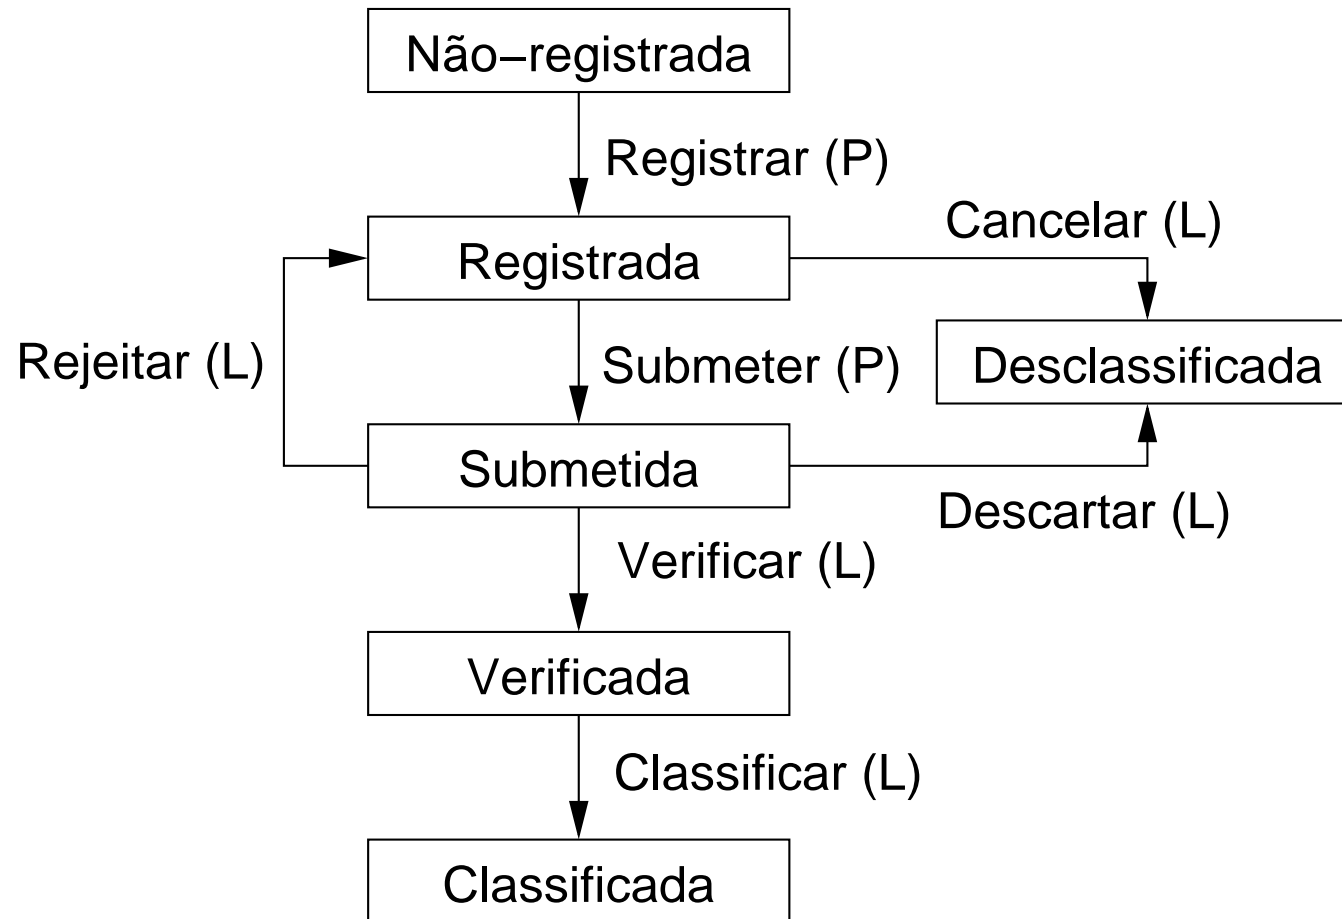 Não–registrada
Registrar (P)
Cancelar (L)
Registrada
Rejeitar (L)
Submeter (P)
Desclassificada
Submetida
Descartar (L)
Verificar (L)
Verificada
Classificar (L)
Classificada